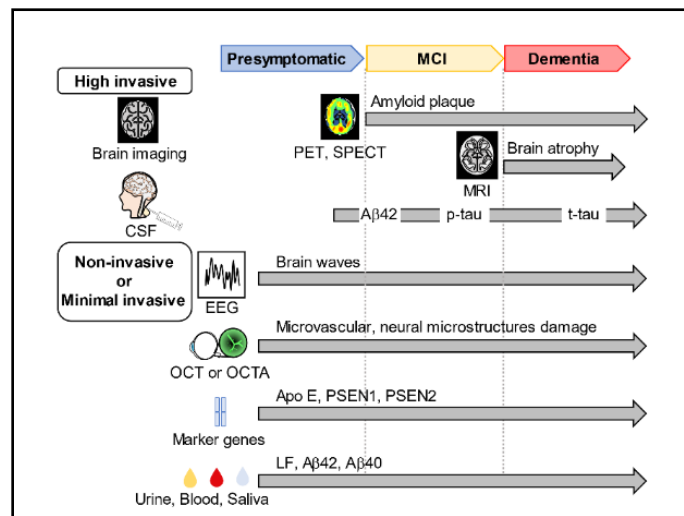 Presymptomatic
MCI
Dementia
High invasive
Brain imaging
PET, SPECT
Amyloid plaque
MRI
Brain atrophy
CSF
Aβ42
p-tau
t-tau
Non-invasive
or
Minimal invasive
EEG
Brain waves
OCT or OCTA
Microvascular, neural microstructures damage
Marker genes
Apo E, PSEN1, PSEN2
Urine, Blood, Saliva
LF, Aβ42, Aβ40